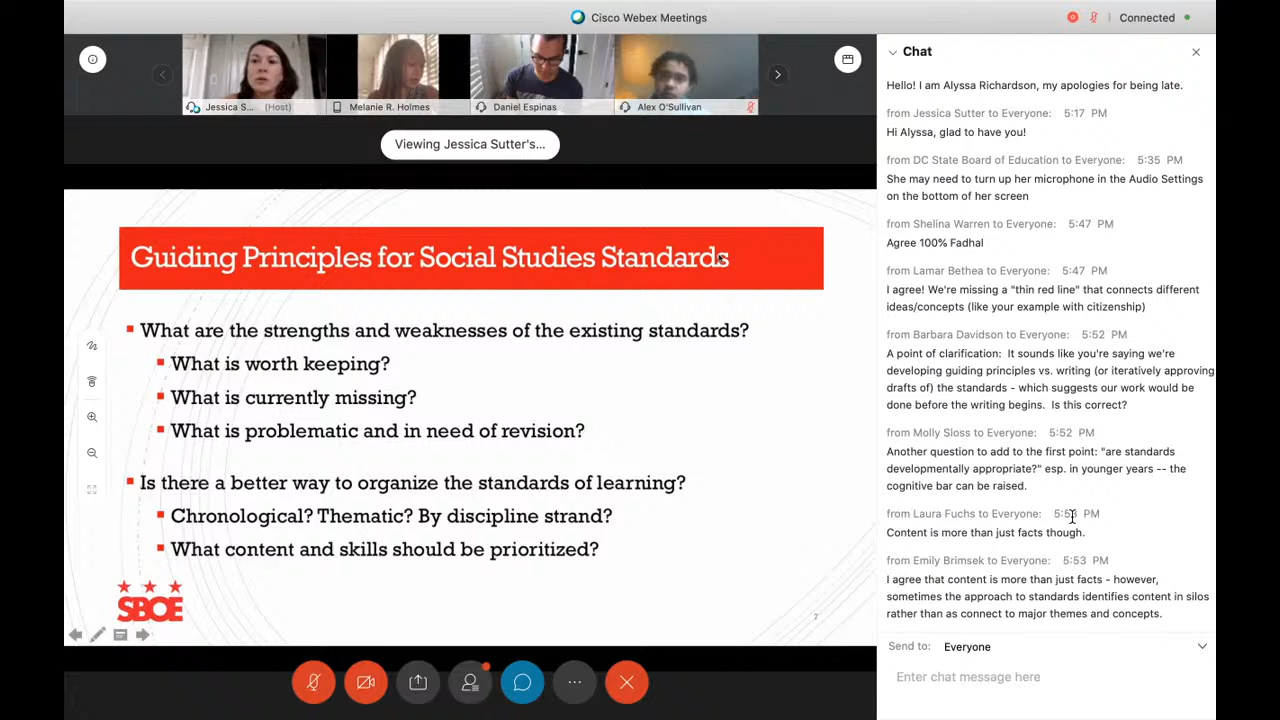 Cisco Webex Meetings
Connected
Jessica S... (Host)
Melanie R. Holmes
Daniel Espinas
Alex O'Sullivan
Viewing Jessica Sutter's...
Guiding Principles for Social Studies Standards
What are the strengths and weaknesses of the existing standards?
What is worth keeping?
What is currently missing?
What is problematic and in need of revision?
Is there a better way to organize the standards of learning?
Chronological? Thematic? By discipline strand?
What content and skills should be prioritized?
SBOE
7
Chat
Hello! I am Alyssa Richardson, my apologies for being late.
from Jessica Sutter to Everyone: 5:17 PM
Hi Alyssa, glad to have you!
from DC State Board of Education to Everyone: 5:35 PM
She may need to turn up her microphone in the Audio Settings
on the bottom of her screen
from Shelina Warren to Everyone: 5:47 PM
Agree 100% Fadhal
from Lamar Bethea to Everyone: 5:47 PM
I agree! We're missing a "thin red line" that connects different
ideas/concepts (like your example with citizenship)
from Barbara Davidson to Everyone: 5:52 PM
A point of clarification: It sounds like you're saying we're
developing guiding principles vs. writing (or iteratively approving
drafts of) the standards - which suggests our work would be
done before the writing begins. Is this correct?
from Molly Sloss to Everyone: 5:52 PM
Another question to add to the first point: "are standards
developmentally appropriate?" esp. in younger years -- the
cognitive bar can be raised.
from Laura Fuchs to Everyone: PM
Content is more than just facts though.
from Emily Brimsek to Everyone: 5:53 PM
I agree that content is more than just facts - however,
sometimes the approach to standards identifies content in silos
rather than as connect to major themes and concepts.
Send to: Everyone
Enter chat message here